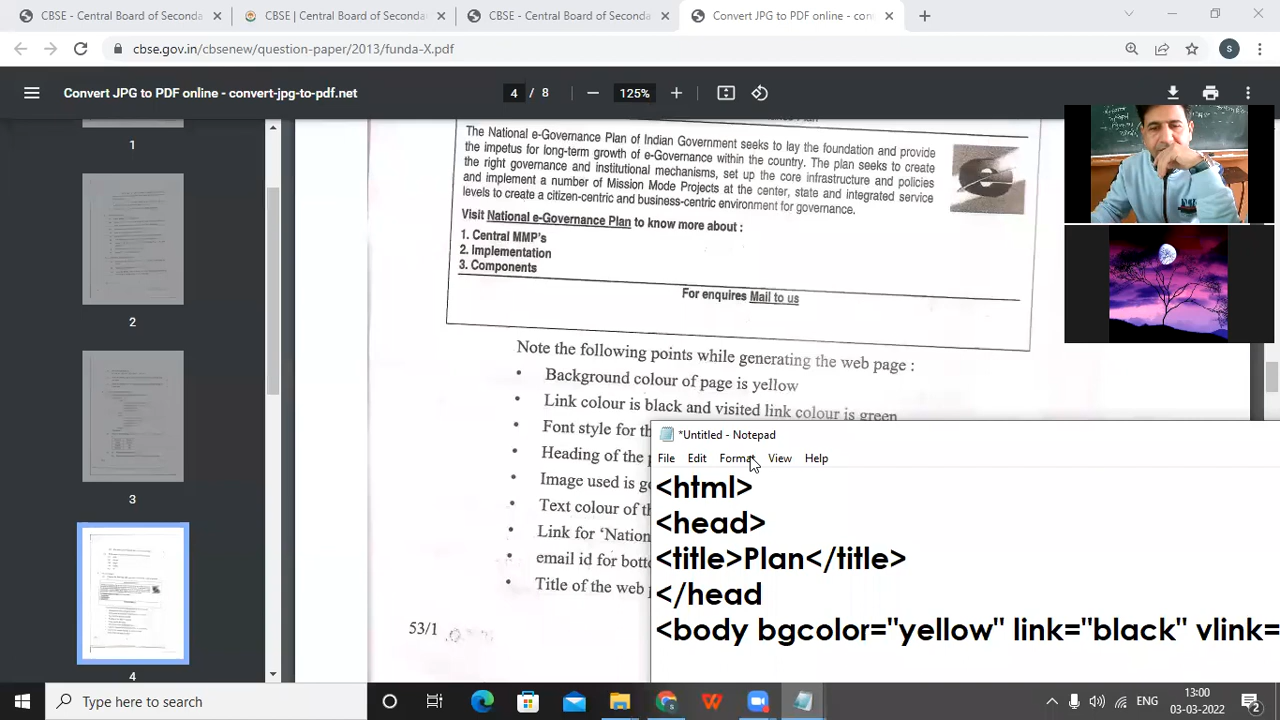 CBSE - Central Board of Seconda
CBSE | Central Board of Seconda
CBSE - Central Board of Seconda
Convert JPG to PDF online - con
cbse.gov.in/cbsenew/question-paper/2013/funda-X.pdf
S
Convert JPG to PDF online - convert-jpg-to-pdf.net
4 / 8
125%
1
2
3
4
The National e-Governance Plan of Indian Government seeks to lay the foundation and provide
the impetus for long-term growth of e-Governance within the country. The plan seeks to create
the right governance and institutional mechanisms, set up the core infrastructure and policies
and implement a number of Mission Mode Projects at the center, state and integrated service
levels to create a citizen-centric and business-centric environment for governance.
Visit National e-Governance Plan to know more about :
1. Central MMP's
2. Implementation
3. Components
For enquires Mail to us
Note the following points while generating the web page :
• Background colour of page is yellow
• Link colour is black and visited link colour is green
• Font style for th
• Heading of the
• Image used is g
• Text colour of th
• Link for 'Nation
• email id for botto
• Title of the web
53/1
*Untitled - Notepad
File Edit Format View Help
<html>
<head>
<title>Plan</title>
</head
<body bgcolor="yellow" link="black" vlink=
Type here to search
ENG
13:00
03-03-2022
2